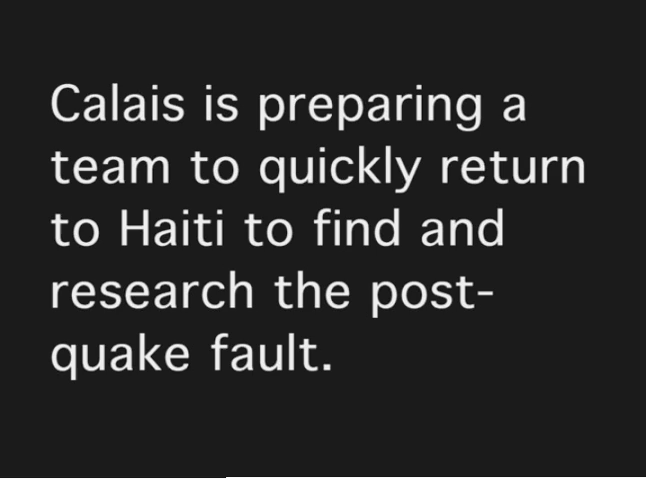 Calais is preparing a
team to quickly return
to Haiti to find and
research the post-
quake fault.